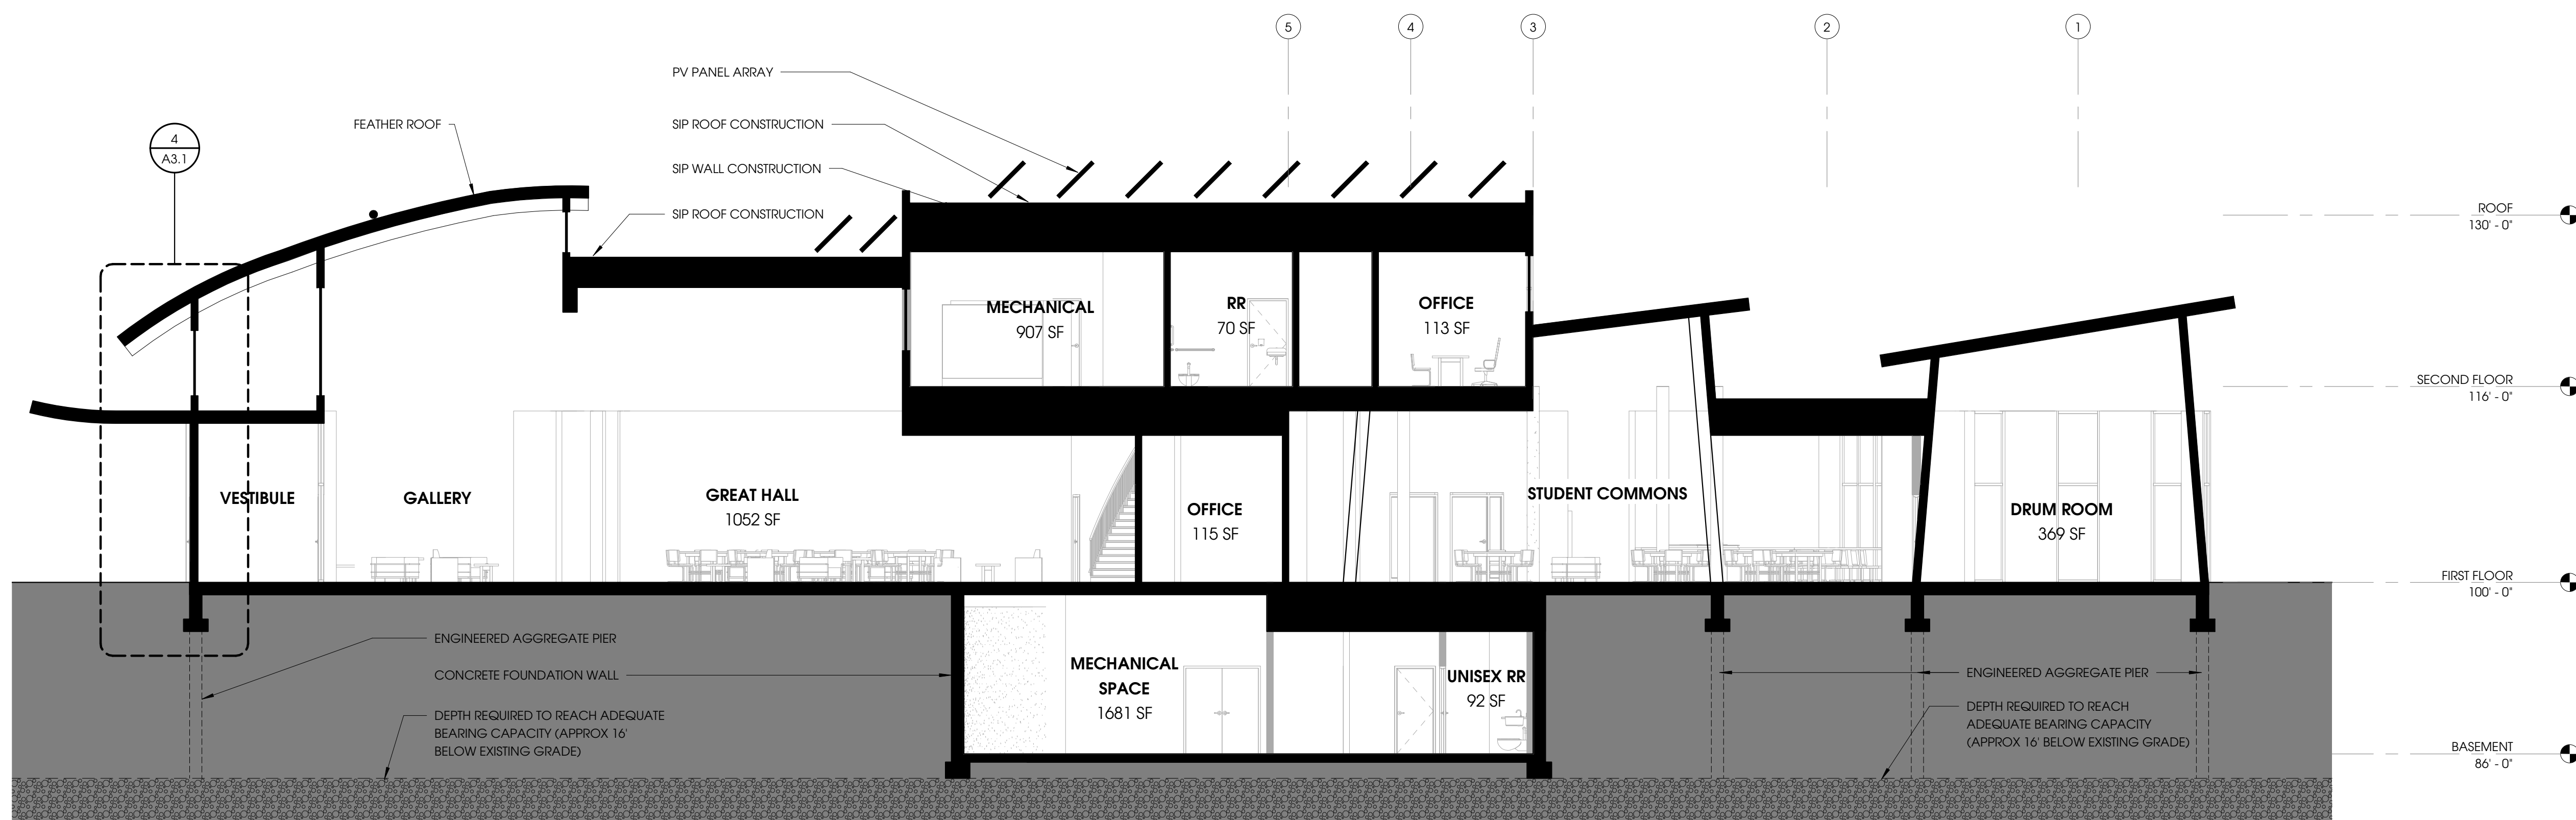 5
4
3
2
1
PV PANEL ARRAY
FEATHER ROOF
SIP ROOF CONSTRUCTION
4
A3.1
SIP WALL CONSTRUCTION
SIP ROOF CONSTRUCTION
ROOF
130' - 0"
MECHANICAL
907 SF
RR
70 SF
OFFICE
113 SF
SECOND FLOOR
116' - 0"
VESTIBULE
GALLERY
GREAT HALL
1052 SF
OFFICE
115 SF
STUDENT COMMONS
DRUM ROOM
369 SF
FIRST FLOOR
100' - 0"
ENGINEERED AGGREGATE PIER
CONCRETE FOUNDATION WALL
DEPTH REQUIRED TO REACH ADEQUATE
BEARING CAPACITY (APPROX 16'
BELOW EXISTING GRADE)
MECHANICAL
SPACE
1681 SF
UNISEX RR
92 SF
ENGINEERED AGGREGATE PIER
DEPTH REQUIRED TO REACH
ADEQUATE BEARING CAPACITY
(APPROX 16' BELOW EXISTING GRADE)
BASEMENT
86' - 0"